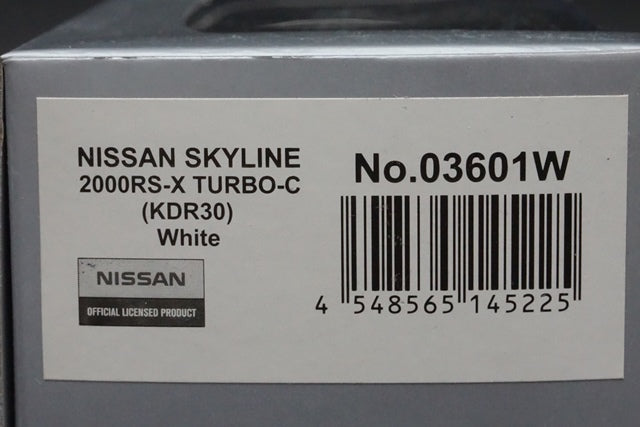 NISSAN SKYLINE
2000RS-X TURBO-C
(KDR30)
White
NISSAN
OFFICIAL LICENSED PRODUCT
No.03601W
4 548565 145225